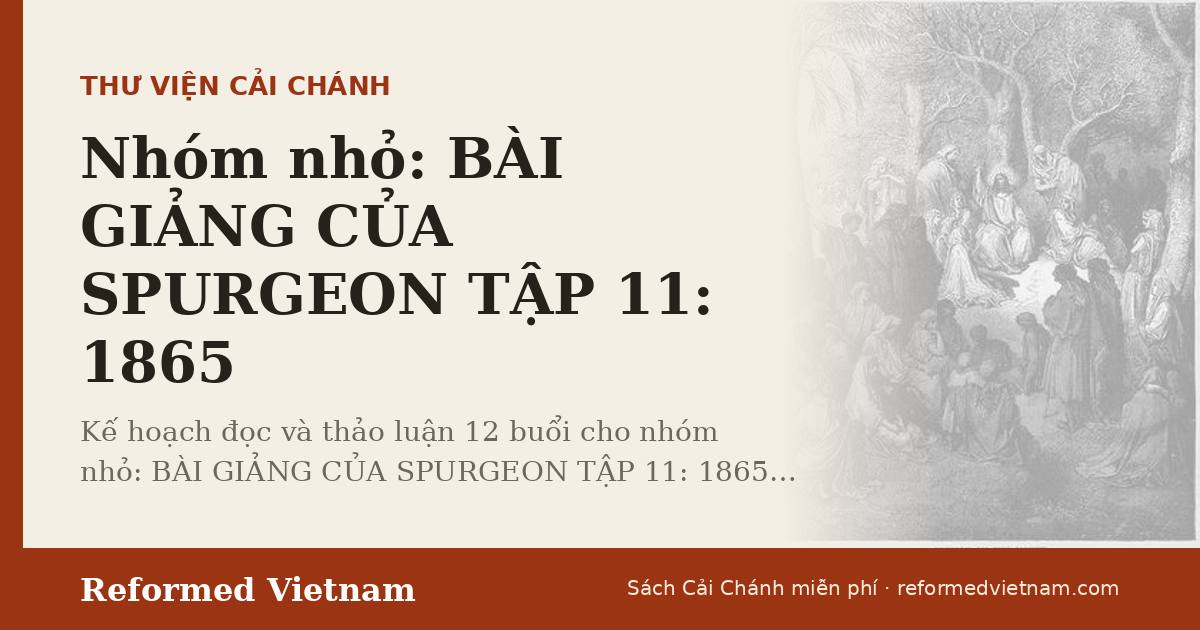 THƯ VIỆN CẢI CHÁNH
Nhóm nhỏ: BÀI
GIẢNG CỦA
SPURGEON TẬP 11:
1865
Kế hoạch đọc và thảo luận 12 buổi cho nhóm
nhỏ: BÀI GIẢNG CỦA SPURGEON TẬP 11: 1865...
Reformed Vietnam
Sách Cải Chánh miễn phí · reformedvietnam.com